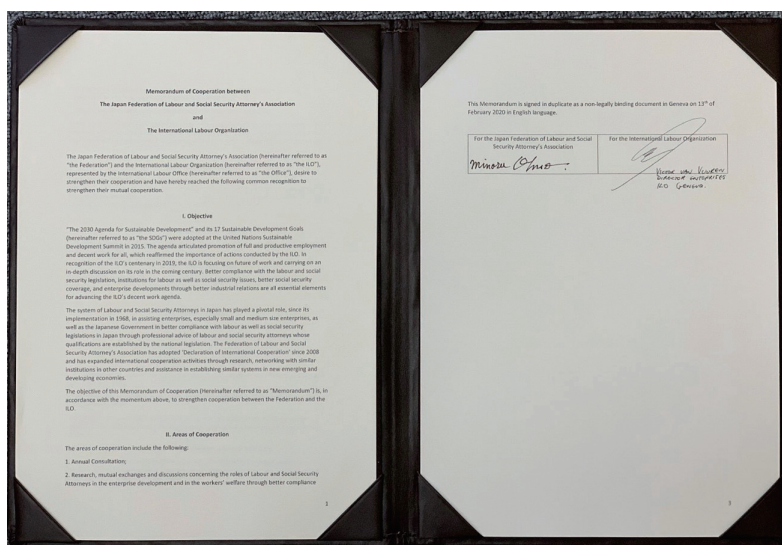 Memorandum of Cooperation between
The Japan Federation of Labour and Social Security Attorney's Association
and
The International Labour Organization
The Japan Federation of Labour and Social Security Attorney's Association (hereinafter referred to as
"the Federation") and the International Labour Organization (hereinafter referred to as "the ILO"),
represented by the International Labour Office (hereinafter referred to as "the Office"), desire to
strengthen their cooperation and have hereby reached the following common recognition to
strengthen their mutual cooperation.
I. Objective
"The 2030 Agenda for Sustainable Development" and its 17 Sustainable Development Goals
(hereinafter referred to as "the SDGs") were adopted at the United Nations Sustainable
Development Summit in 2015. The agenda articulated promotion of full and productive employment
and decent work for all, which reaffirmed the importance of actions conducted by the ILO. In
recognition of the ILO's centenary in 2019, the ILO is focusing on future of work and carrying on an
in-depth discussion on its role in the coming century. Better compliance with the labour and social
security legislation, institutions for labour as well as social security issues, better social security
coverage, and enterprise developments through better industrial relations are all essential elements
for advancing the ILO's decent work agenda.
The system of Labour and Social Security Attorneys in Japan has played a pivotal role, since its
implementation in 1968, in assisting enterprises, especially small and medium size enterprises, as
well as the Japanese Government in better compliance with labour as well as social security
legislations in Japan through professional advice of labour and social security attorneys whose
qualifications are established by the national legislation. The Federation of Labour and Social
Security Attorney's Association has adopted 'Declaration of International Cooperation' since 2008
and has expanded international cooperation activities through research, networking with similar
institutions in other countries and assistance in establishing similar systems in new emerging and
developing economies.
The objective of this Memorandum of Cooperation (Hereinafter referred to as "Memorandum") is, in
accordance with the momentum above, to strengthen cooperation between the Federation and the
ILO.
II. Areas of Cooperation
The areas of cooperation include the following:
1. Annual Consultation;
2. Research, mutual exchanges and discussions concerning the roles of Labour and Social Security
Attorneys in the enterprise development and in the workers' welfare through better compliance
1
This Memorandum is signed in duplicate as a non-legally binding document in Geneva on 13th of
February 2020 in English language.
For the Japan Federation of Labour and Social
Security Attorney's Association
Minoru Ohno
For the International Labour Organization
DIRECTOR ENTERPRISES
ILO GENEVA.
3